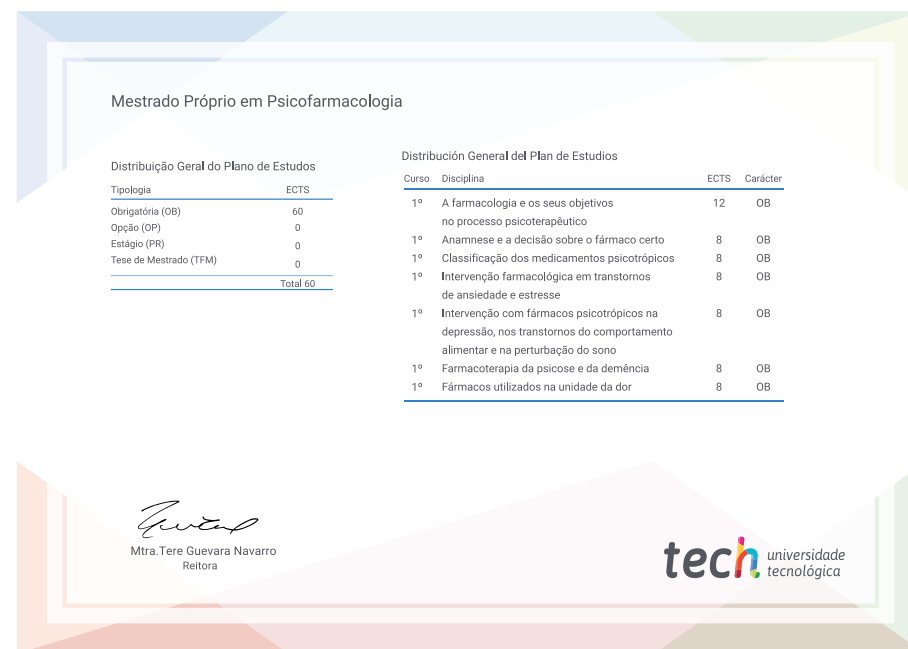 Mestrado Próprio em Psicofarmacologia
Distribuição Geral do Plano de Estudos
Tipologia ECTS
Obrigatória (OB) 60
Opção (OP) 0
Estágio (PR) 0
Tese de Mestrado (TFM) 0
Total 60
Distribución General del Plan de Estudios
Curso Disciplina ECTS Carácter
1º A farmacologia e os seus objetivos 12 OB
no processo psicoterapêutico
1º Anamnese e a decisão sobre o fármaco certo 8 OB
1º Classificação dos medicamentos psicotrópicos 8 OB
1º Intervenção farmacológica em transtornos 8 OB
de ansiedade e estresse
1º Intervenção com fármacos psicotrópicos na 8 OB
depressão, nos transtornos do comportamento
alimentar e na perturbação do sono
1º Farmacoterapia da psicose e da demência 8 OB
1º Fármacos utilizados na unidade da dor 8 OB
Mtra.Tere Guevara Navarro
Reitora
tech universidade
tecnológica